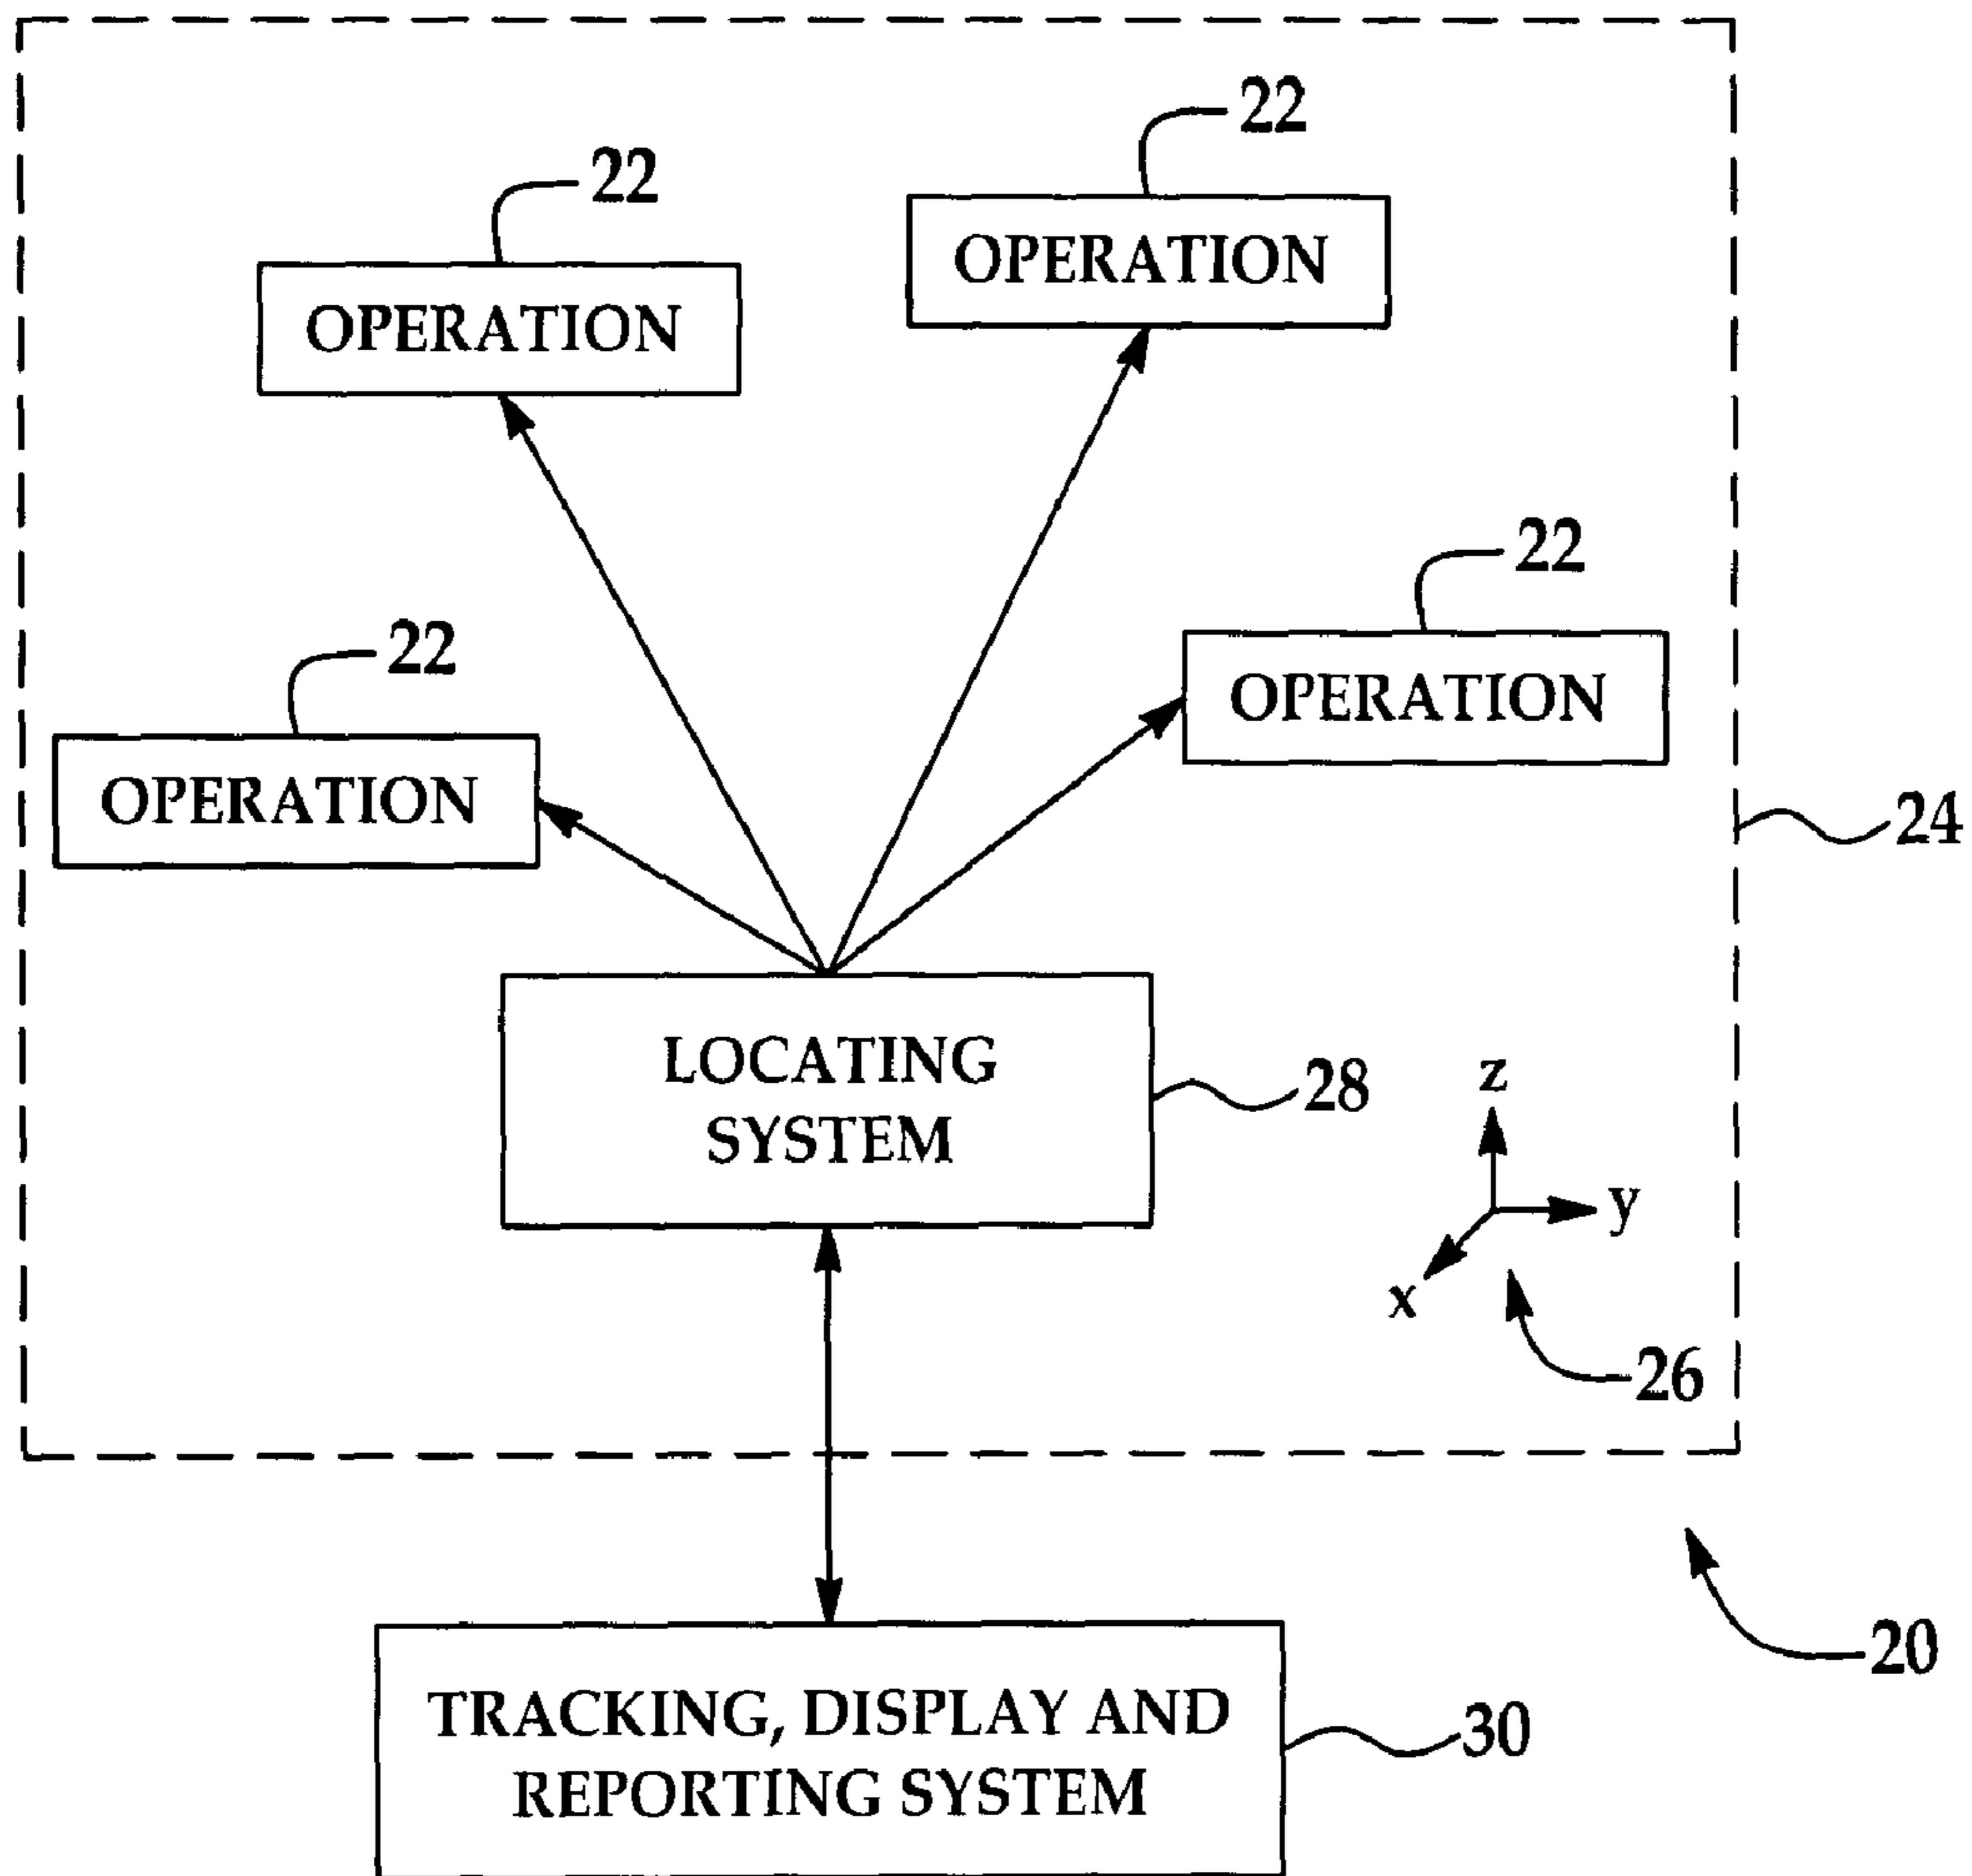 22
22
OPERATION
OPERATION
22
22
OPERATION
OPERATION
24
LOCATING
SYSTEM
28
z
y
x
26
20
TRACKING, DISPLAY AND
REPORTING SYSTEM
30